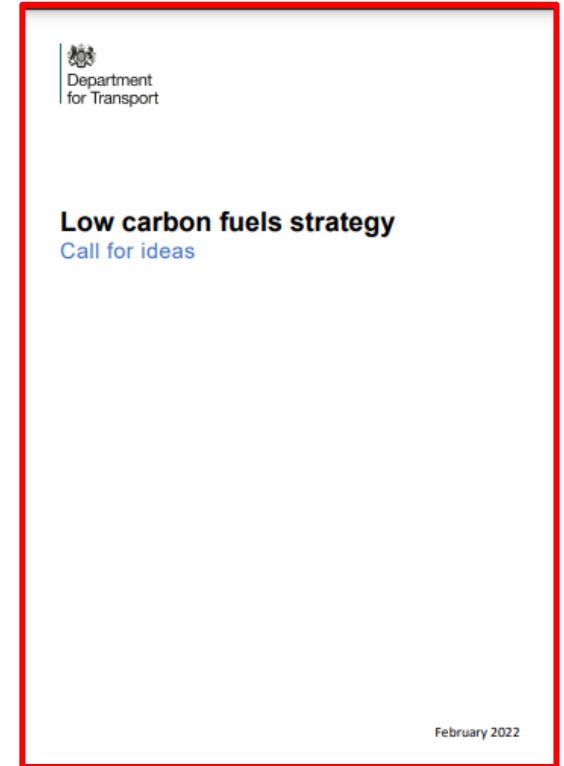 Department
for Transport
Low carbon fuels strategy
Call for ideas
February 2022